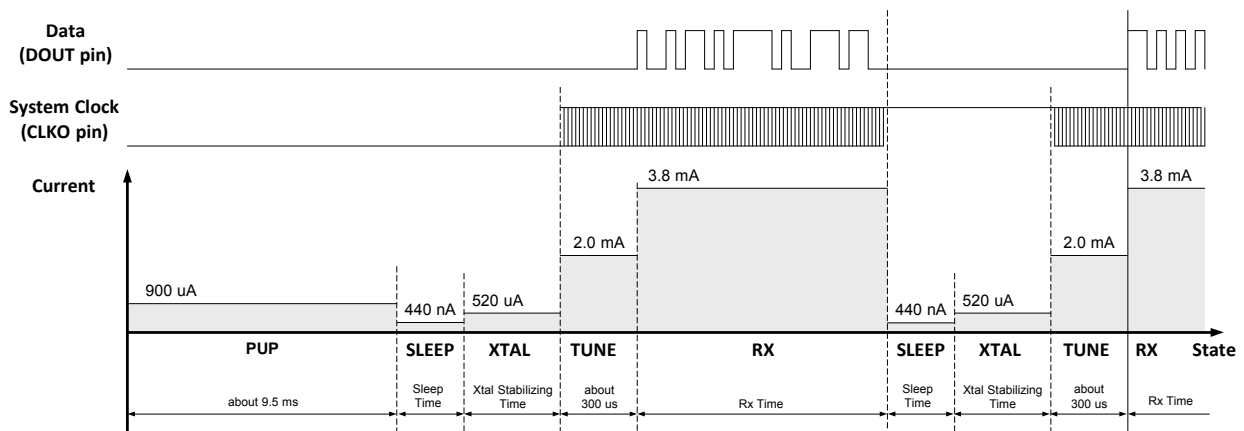 Data
(DOUT pin)
System Clock
(CLKO pin)
Current
3.8 mA
3.8 mA
2.0 mA
2.0 mA
900 uA
440 nA
520 uA
440 nA
520 uA
PUP
SLEEP
XTAL
TUNE
RX
SLEEP
XTAL
TUNE
RX
State
about 9.5 ms
Sleep
Time
Xtal Stabilizing
Time
about
300 us
Rx Time
Sleep
Time
Xtal Stabilizing
Time
about
300 us
Rx Time